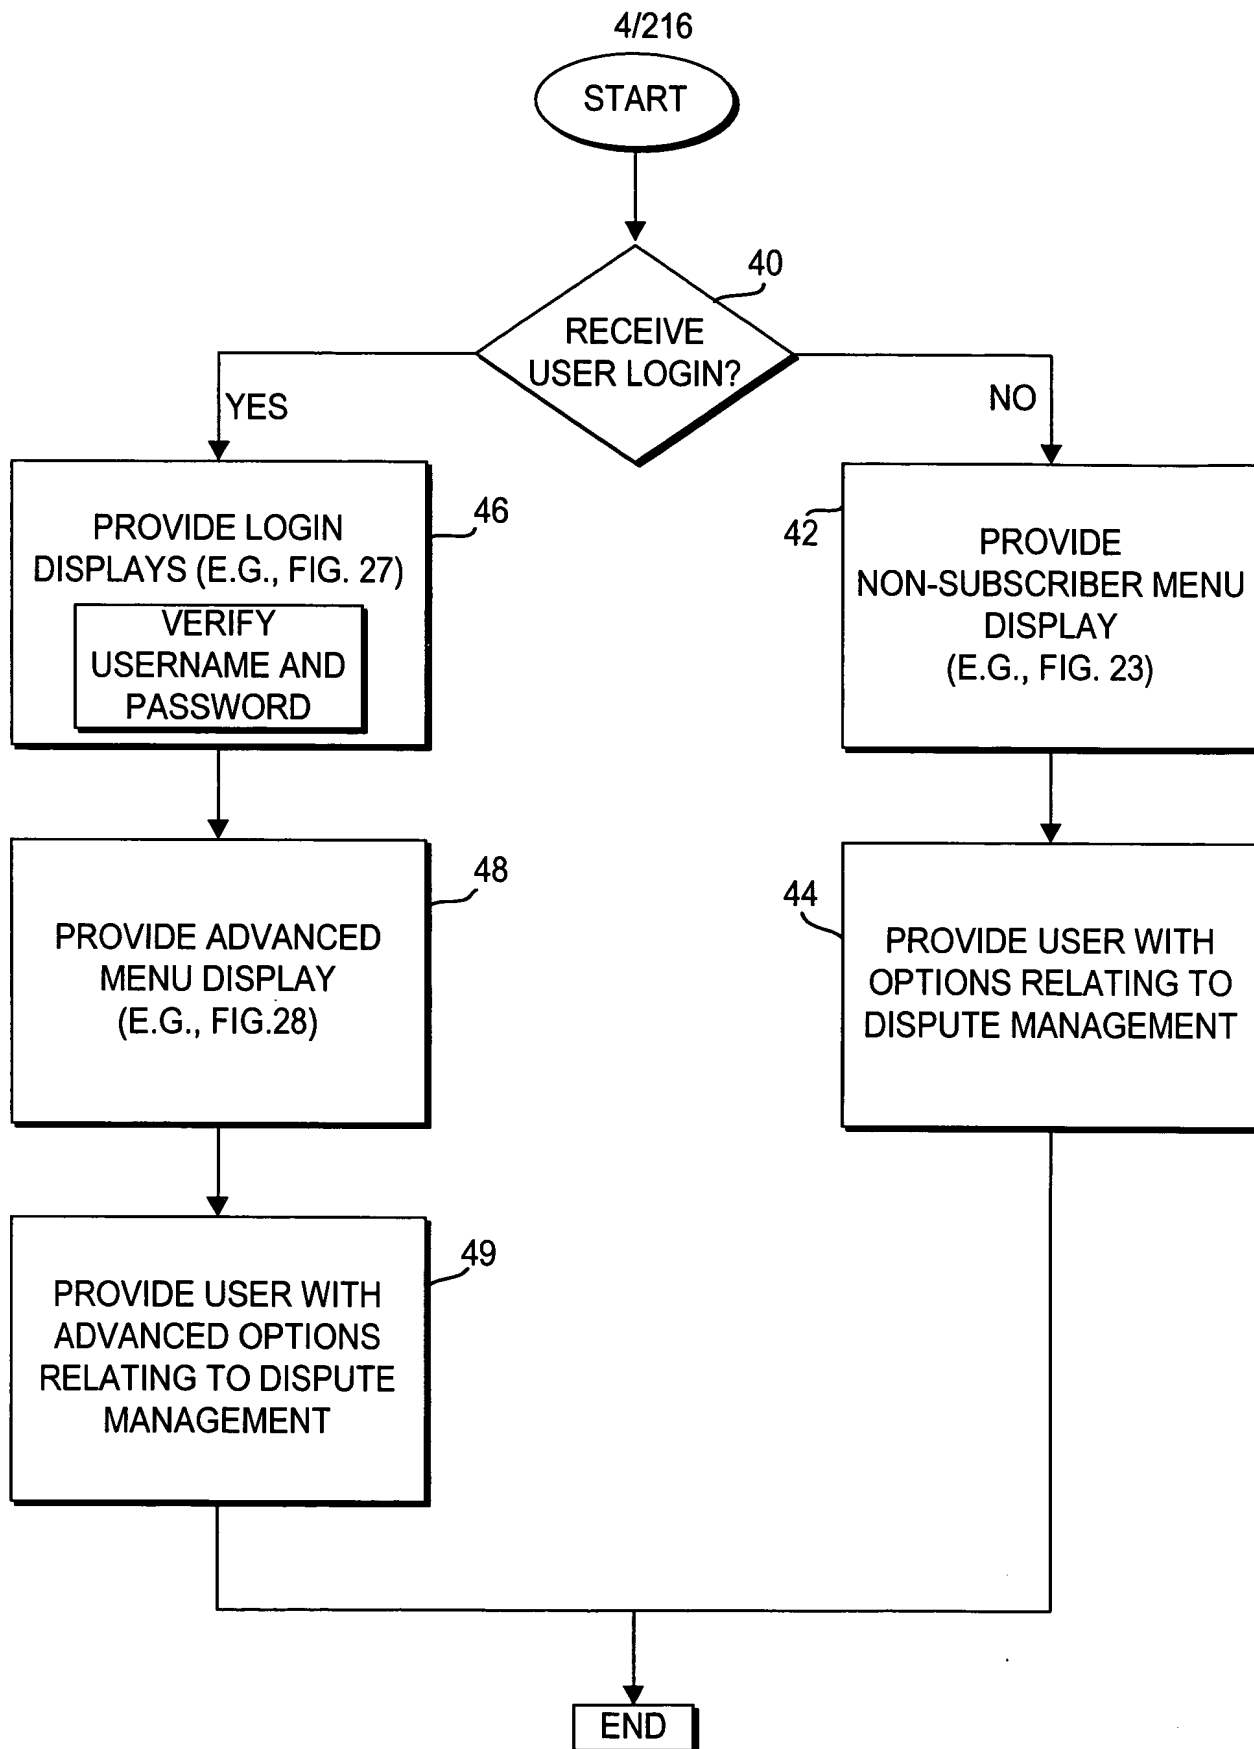 4/216
START
40
RECEIVE
USER LOGIN?
YES
NO
46
PROVIDE LOGIN
DISPLAYS (E.G., FIG. 27)
VERIFY
USERNAME AND
PASSWORD
42
PROVIDE
NON-SUBSCRIBER MENU
DISPLAY
(E.G., FIG. 23)
48
PROVIDE ADVANCED
MENU DISPLAY
(E.G., FIG.28)
44
PROVIDE USER WITH
OPTIONS RELATING TO
DISPUTE MANAGEMENT
49
PROVIDE USER WITH
ADVANCED OPTIONS
RELATING TO DISPUTE
MANAGEMENT
END